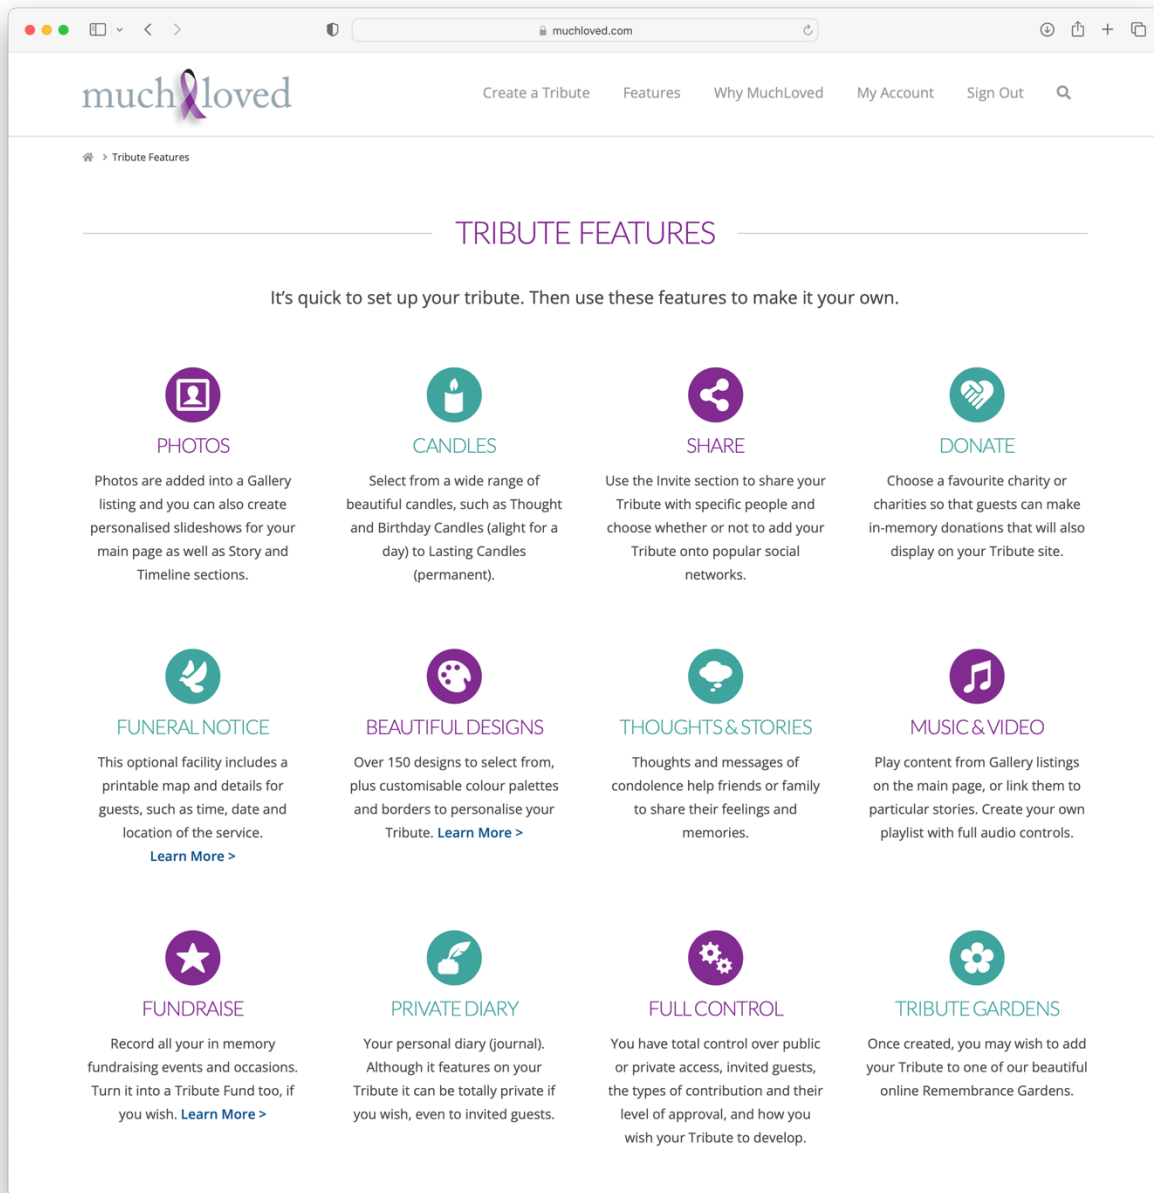 muchloved.com
much loved
Create a Tribute
Features
Why MuchLoved
My Account
Sign Out
> Tribute Features
TRIBUTE FEATURES
It's quick to set up your tribute. Then use these features to make it your own.
PHOTOS
Photos are added into a Gallery
listing and you can also create
personalised slideshows for your
main page as well as Story and
Timeline sections.
CANDLES
Select from a wide range of
beautiful candles, such as Thought
and Birthday Candles (alight for a
day) to Lasting Candles
(permanent).
SHARE
Use the Invite section to share your
Tribute with specific people and
choose whether or not to add your
Tribute onto popular social
networks.
DONATE
Choose a favourite charity or
charities so that guests can make
in-memory donations that will also
display on your Tribute site.
FUNERAL NOTICE
This optional facility includes a
printable map and details for
guests, such as time, date and
location of the service.
Learn More >
BEAUTIFUL DESIGNS
Over 150 designs to select from,
plus customisable colour palettes
and borders to personalise your
Tribute. Learn More >
THOUGHTS & STORIES
Thoughts and messages of
condolence help friends or family
to share their feelings and
memories.
MUSIC & VIDEO
Play content from Gallery listings
on the main page, or link them to
particular stories. Create your own
playlist with full audio controls.
FUNDRAISE
Record all your in memory
fundraising events and occasions.
Turn it into a Tribute Fund too, if
you wish. Learn More >
PRIVATE DIARY
Your personal diary (journal).
Although it features on your
Tribute it can be totally private if
you wish, even to invited guests.
FULL CONTROL
You have total control over public
or private access, invited guests,
the types of contribution and their
level of approval, and how you
wish your Tribute to develop.
TRIBUTE GARDENS
Once created, you may wish to add
your Tribute to one of our beautiful
online Remembrance Gardens.